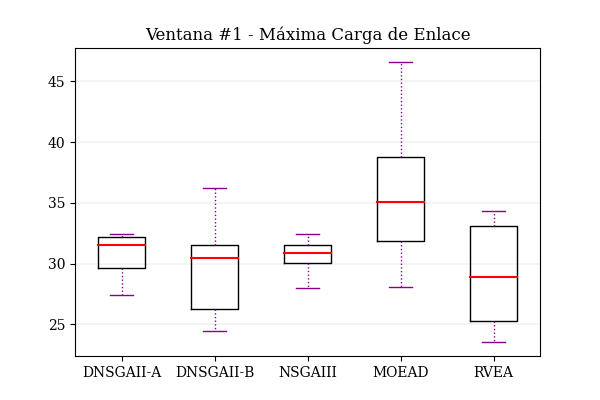 Ventana #1 - Máxima Carga de Enlace
45
40
35
30
25
DNSGAII-A DNSGAII-B NSGAIII MOEAD RVEA